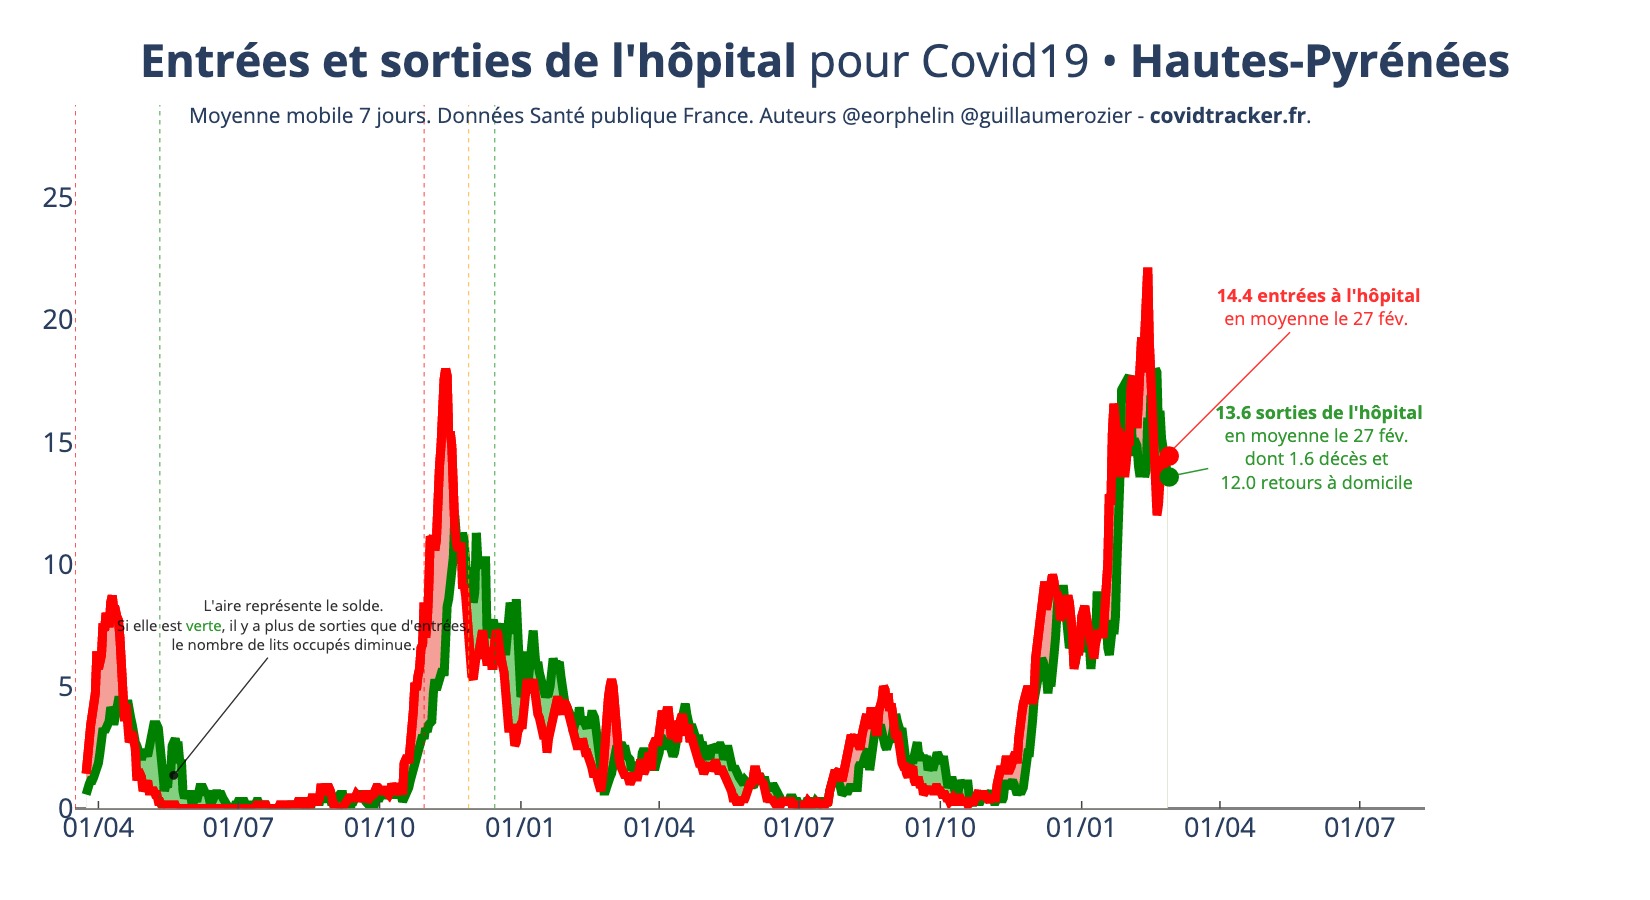 Entrées et sorties de l'hôpital pour Covid19 • Hautes-Pyrénées
Moyenne mobile 7 jours. Données Santé publique France. Auteurs @eorphelin @guillaumerozier - covidtracker.fr.
25
20
15
10
5
0
14.4 entrées à l'hôpital
en moyenne le 27 fév.
13.6 sorties de l'hôpital
en moyenne le 27 fév.
dont 1.6 décès et
12.0 retours à domicile
L'aire représente le solde.
Si elle est verte, il y a plus de sorties que d'entrées,
le nombre de lits occupés diminue.
01/04 01/07 01/10 01/01 01/04 01/07 01/10 01/01 01/04 01/07